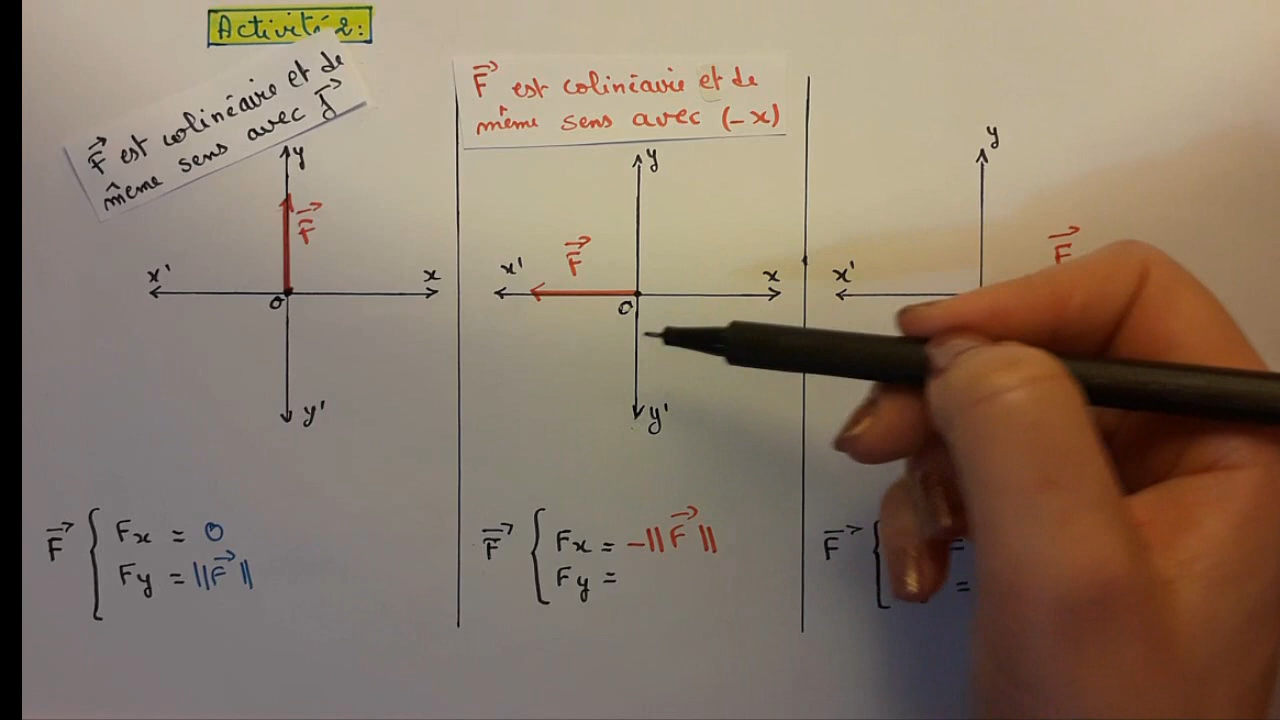 Activité 2:
F⃗ est colinéaire et de
même sens avec J⃗
y
F⃗
x'
x
o
y'
F⃗ { Fx = 0
Fy = ||F⃗||
F⃗ est colinéaire et de
même sens avec (-x)
y
F⃗
x'
x
o
y'
F⃗ { Fx = -||F⃗||
Fy =
y
F⃗
x'
F⃗ {
=
=